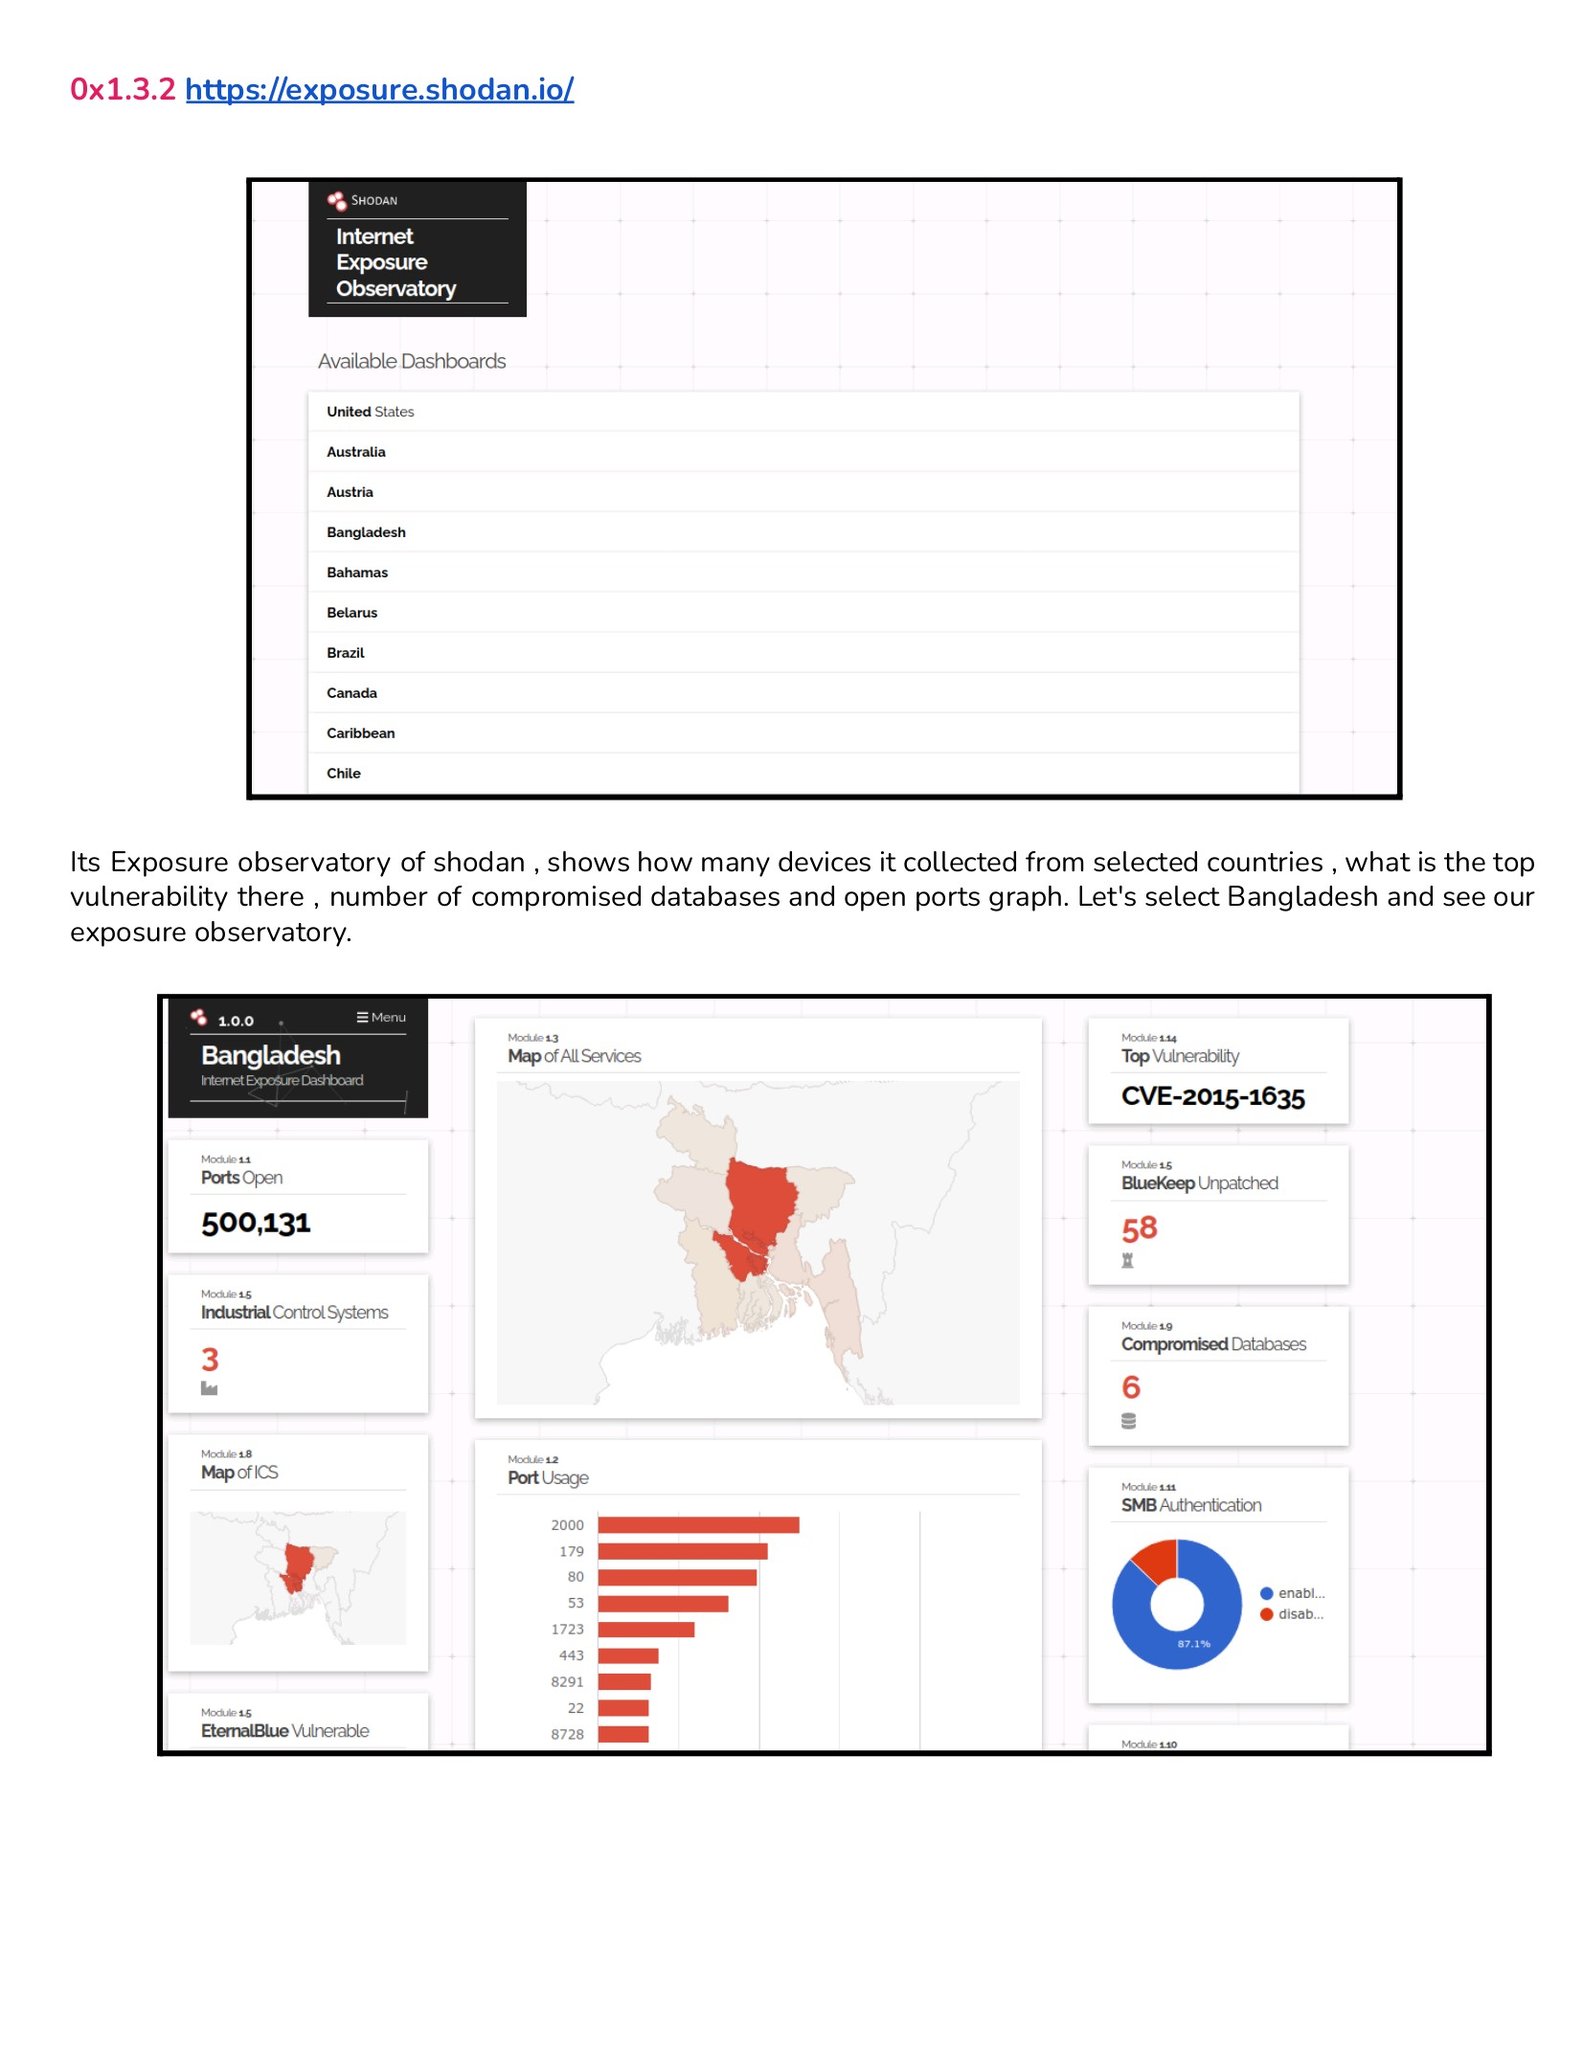 0x1.3.2 https://exposure.shodan.io/
SHODAN
Internet
Exposure
Observatory
Available Dashboards
United States
Australia
Austria
Bangladesh
Bahamas
Belarus
Brazil
Canada
Caribbean
Chile
Its Exposure observatory of shodan , shows how many devices it collected from selected countries , what is the top
vulnerability there , number of compromised databases and open ports graph. Let's select Bangladesh and see our
exposure observatory.
1.0.0
Menu
Bangladesh
Internet Exposure Dashboard
Module 1.1
Ports Open
500,131
Module 1.5
Industrial Control Systems
3
Module 1.8
Map of ICS
Module 1.5
EternalBlue Vulnerable
Module 1.3
Map of All Services
Module 1.2
Port Usage
2000
179
80
53
1723
443
8291
22
8728
Module 1.14
Top Vulnerability
CVE-2015-1635
Module 1.5
BlueKeep Unpatched
58
Module 1.9
Compromised Databases
6
Module 1.11
SMB Authentication
enabl...
disab...
87.1%
Module 1.10